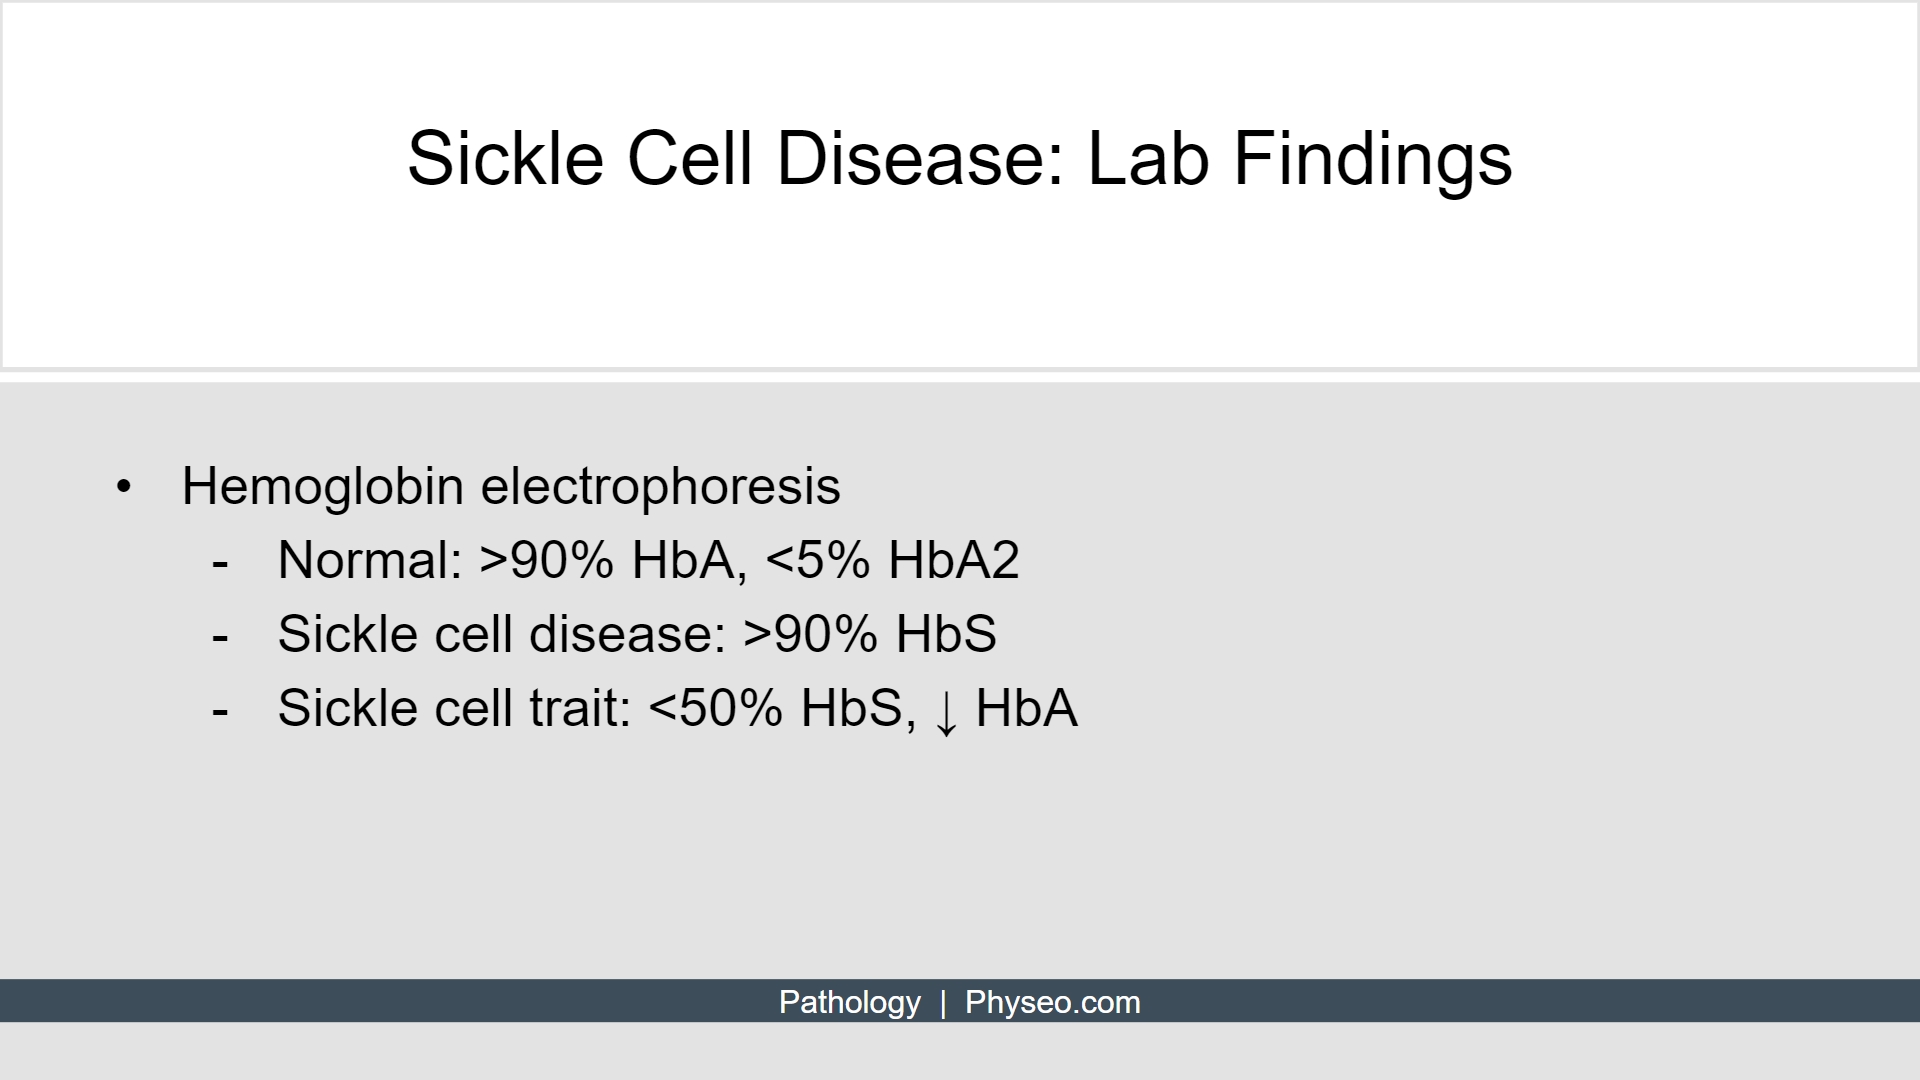 Sickle Cell Disease: Lab Findings
• Hemoglobin electrophoresis
- Normal: >90% HbA, <5% HbA2
- Sickle cell disease: >90% HbS
- Sickle cell trait: <50% HbS, ↓ HbA
Pathology | Physeo.com